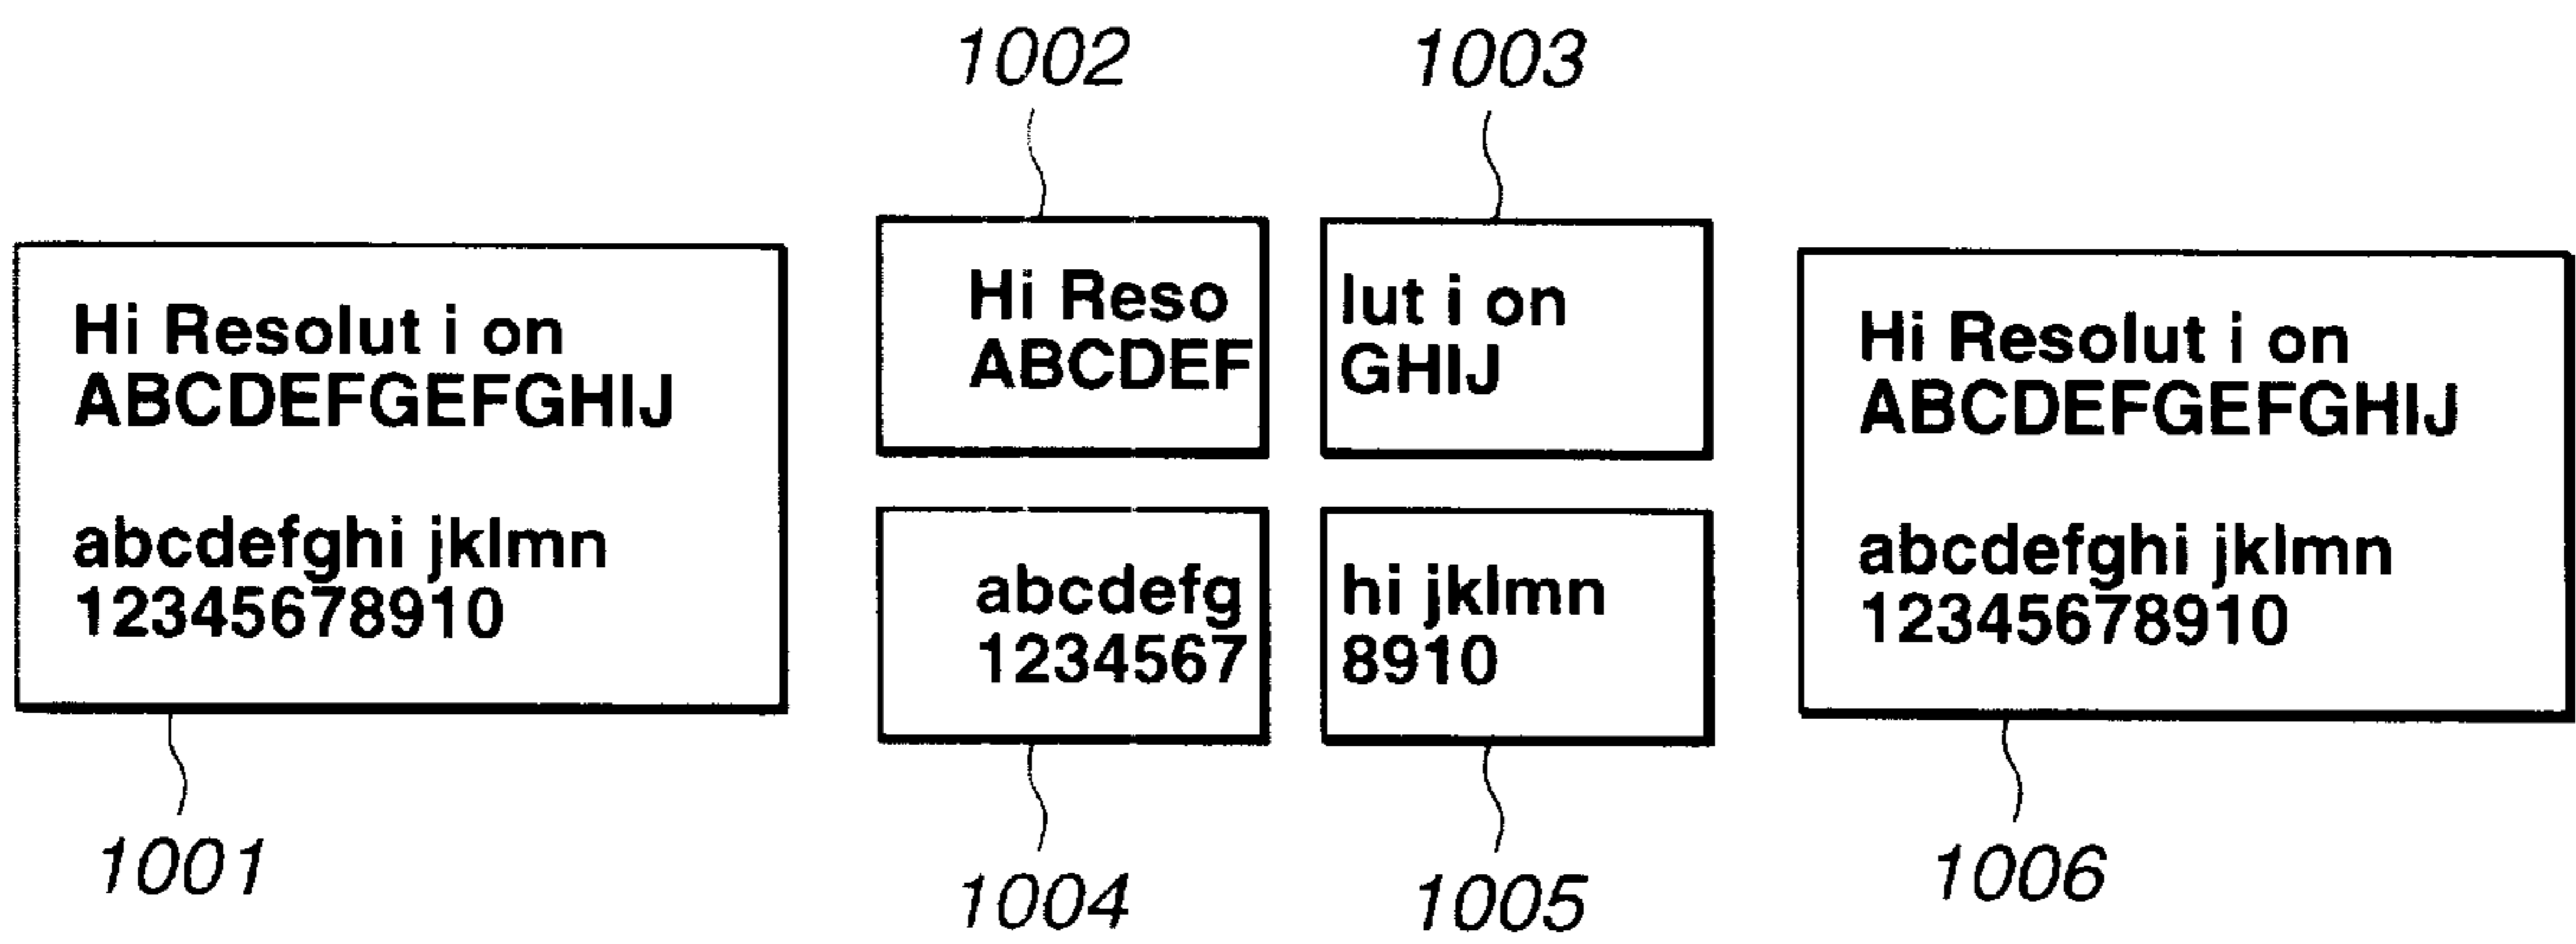 1002
1003
Hi Resolut i on
ABCDEFGEFGHIJ
abcdefghi jklmn
12345678910
1001
Hi Reso
ABCDEF
lut i on
GHIJ
abcdefg
1234567
1004
hi jklmn
8910
1005
Hi Resolut i on
ABCDEFGEFGHIJ
abcdefghi jklmn
12345678910
1006